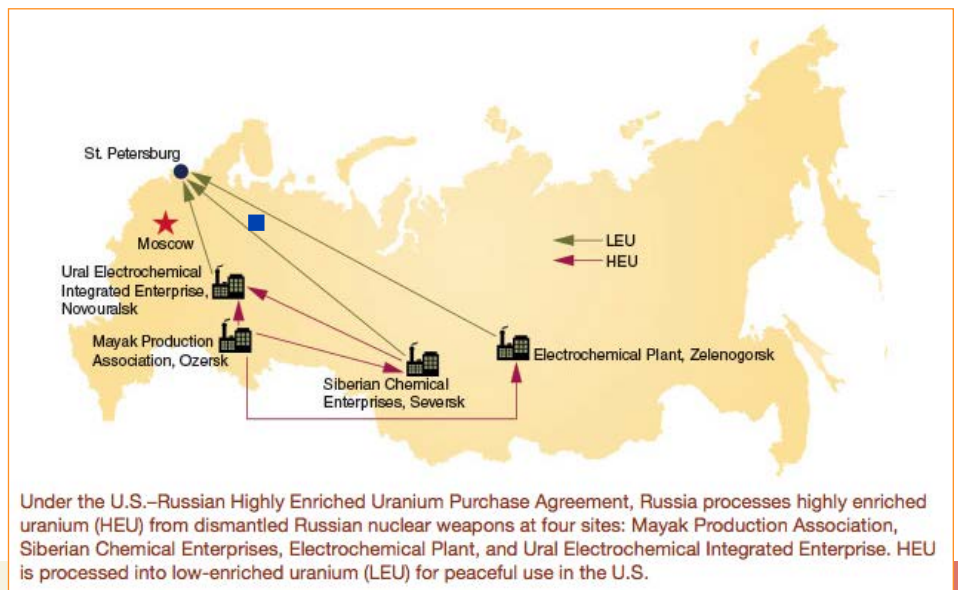 St. Petersburg
Moscow
LEU
HEU
Ural Electrochemical
Integrated Enterprise,
Novouralsk
Mayak Production
Association, Ozersk
Siberian Chemical
Enterprises, Seversk
Electrochemical Plant, Zelenogorsk
Under the U.S.–Russian Highly Enriched Uranium Purchase Agreement, Russia processes highly enriched
uranium (HEU) from dismantled Russian nuclear weapons at four sites: Mayak Production Association,
Siberian Chemical Enterprises, Electrochemical Plant, and Ural Electrochemical Integrated Enterprise. HEU
is processed into low-enriched uranium (LEU) for peaceful use in the U.S.